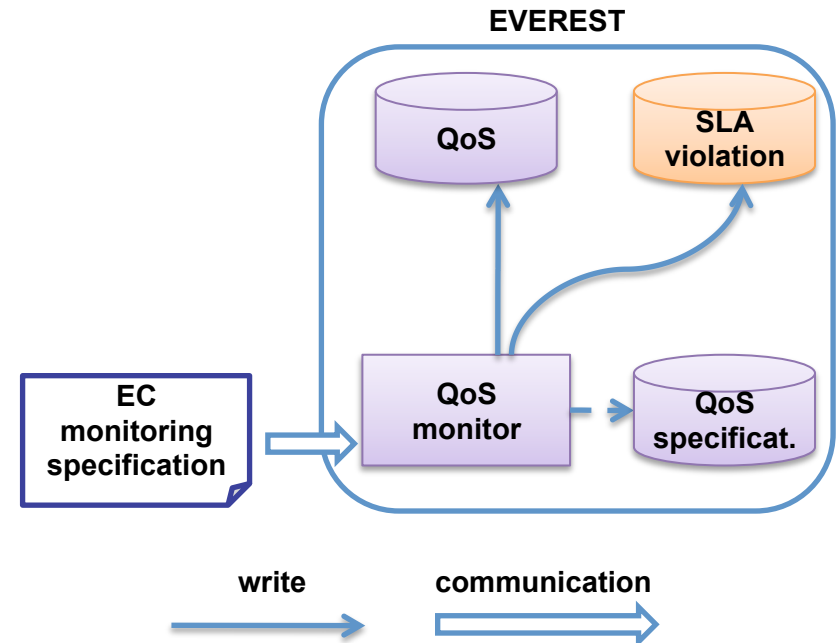 EVEREST
QoS
SLA
violation
EC
monitoring
specification
QoS
monitor
QoS
specificat.
write
communication